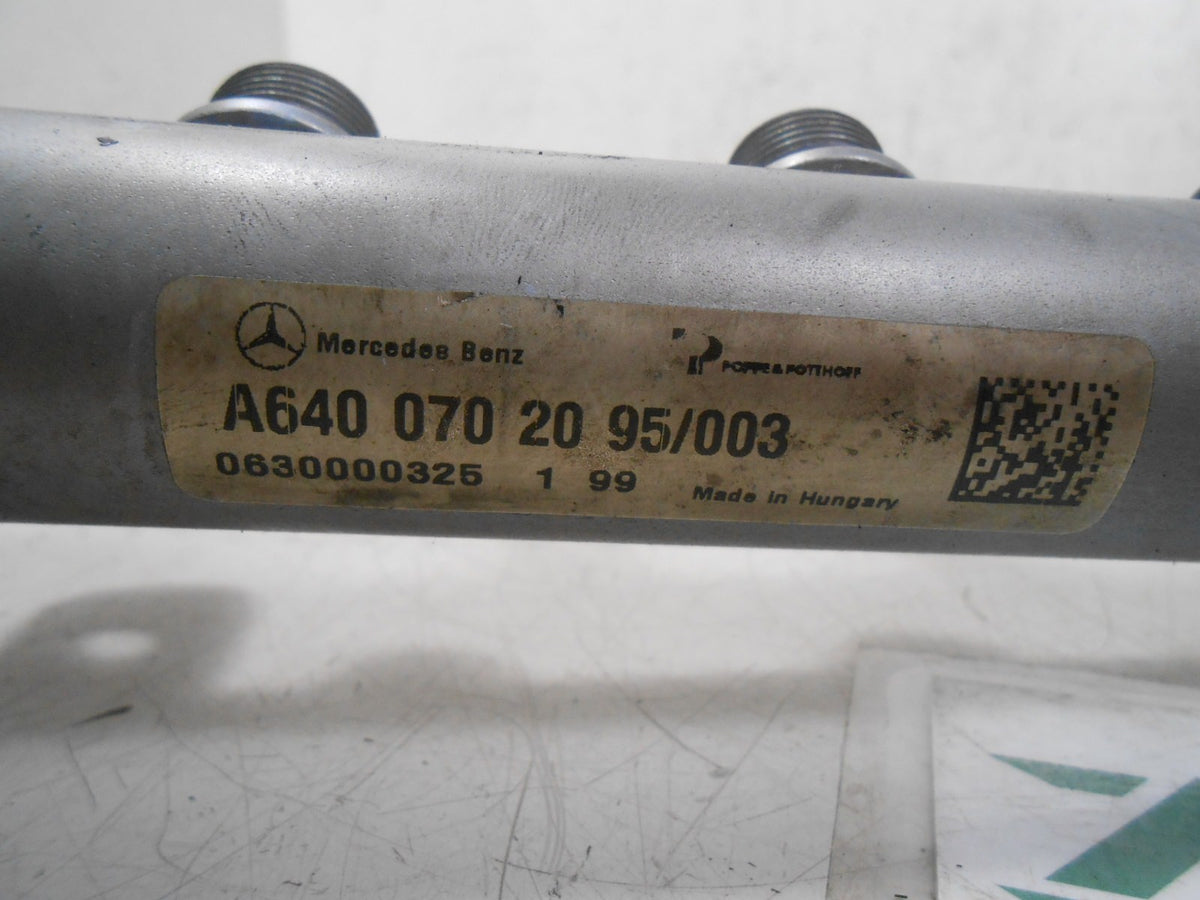 Mercedes Benz
POPPE & POTTHOFF
A640 070 20 95/003
0630000325 1 99
Made in Hungary